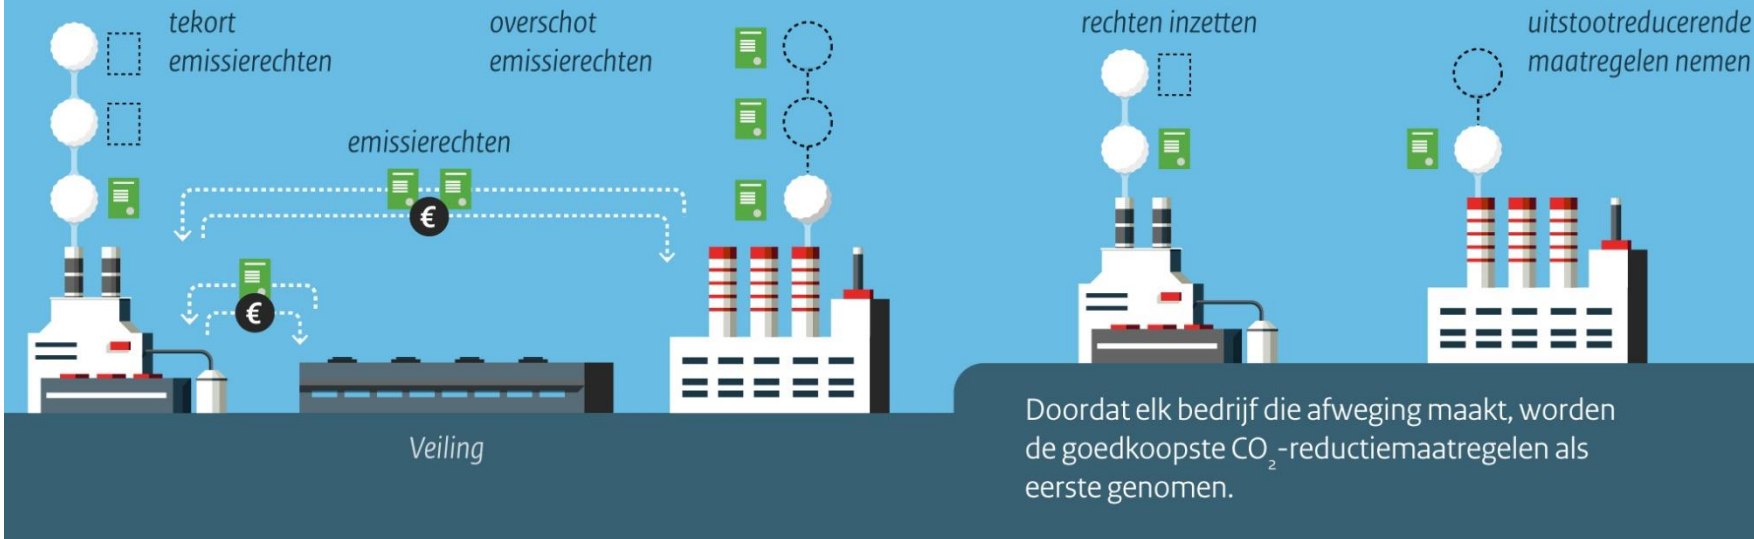 tekort
emissierechten
overschot
emissierechten
emissierechten
€
€
Veiling
rechten inzetten
uitstootreducerende
maatregelen nemen
Doordat elk bedrijf die afweging maakt, worden
de goedkoopste CO₂-reductiemaatregelen als
eerste genomen.